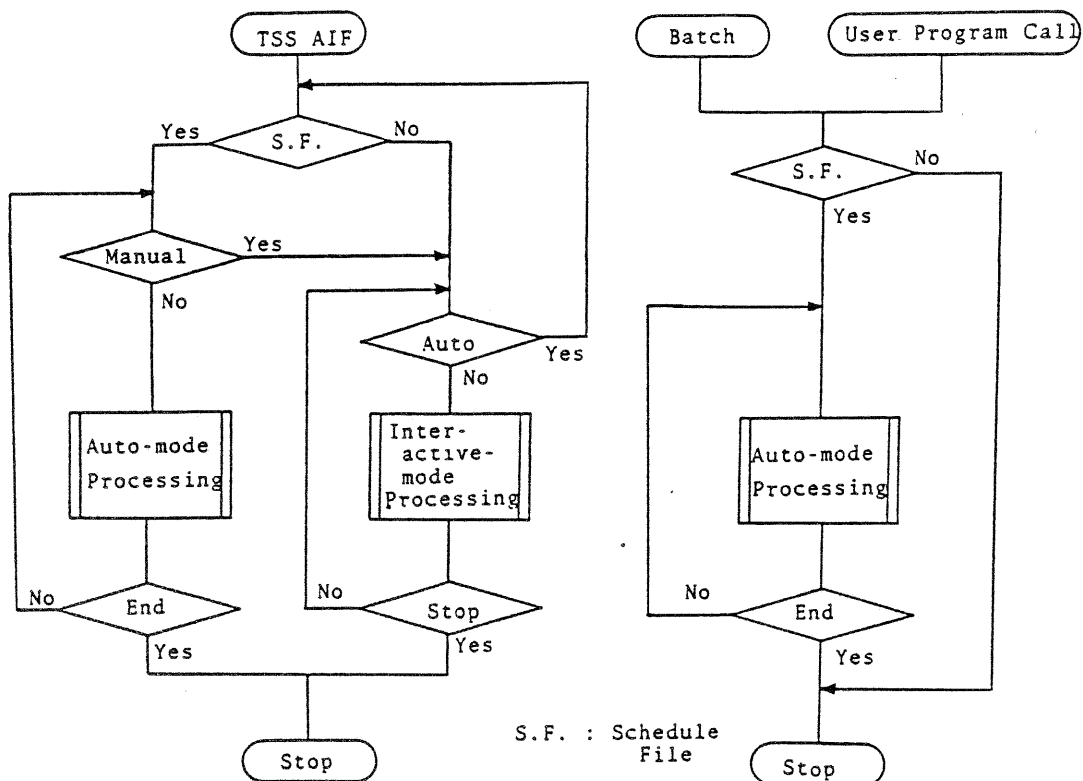 TSS AIF
Yes
S.F.
No
Manual
Yes
No
Auto
Yes
No
Auto-mode
Processing
Inter-
active-
mode
Processing
No
End
Yes
No
Stop
Yes
Stop
Batch
User Program Call
S.F.
No
Yes
Auto-mode
Processing
No
End
Yes
Stop
S.F. : Schedule
File